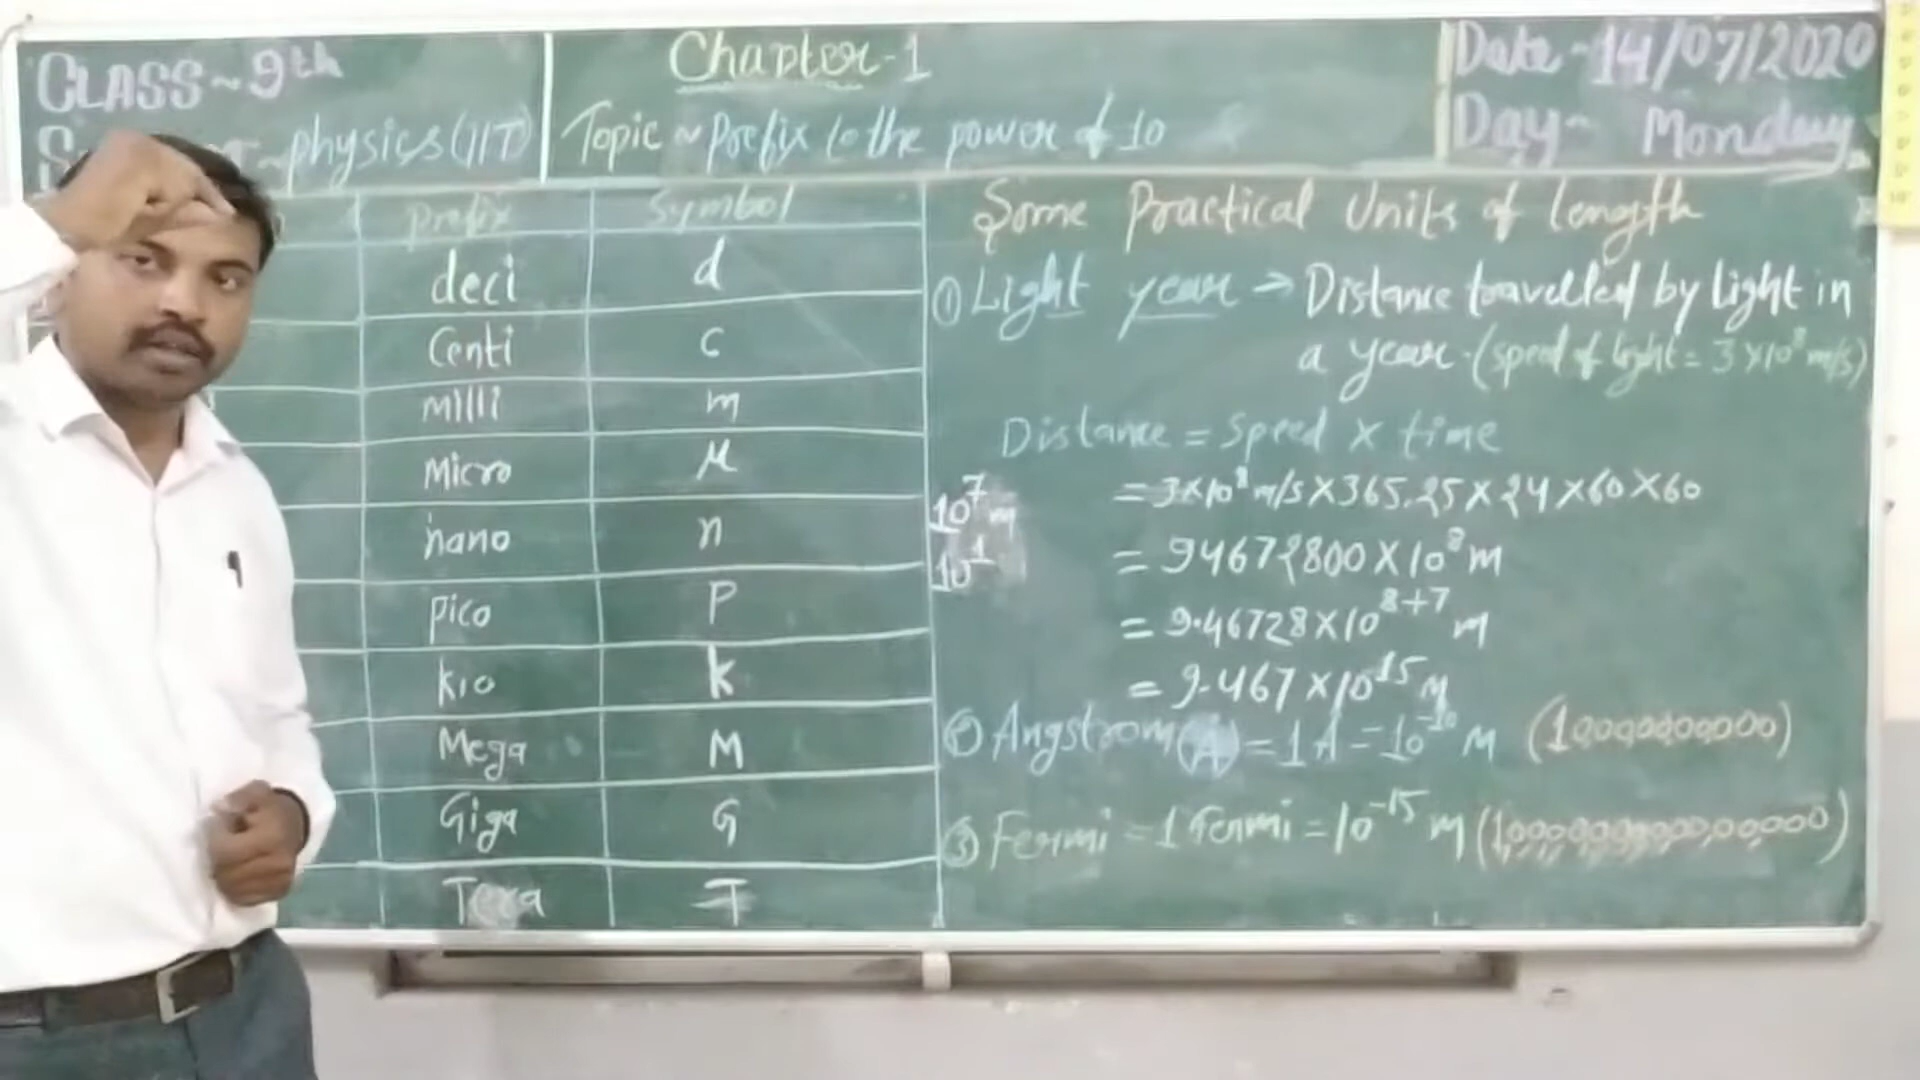 CLASS~9th
~physics(IIT)
Chapter-1
Topic ~ Prefix to the power of 10
Date-14/07/2020
Day- Monday
prefix Symbol
deci d
Centi c
Milli m
Micro μ
nano n
pico P
kio k
Mega M
Giga G
Tera T
Some Practical Units of length
① Light year → Distance travelled by light in
a year. (speed of light = 3 × 10⁸ m/s)
Distance = Speed × time
= 3×10⁸ m/s × 365.25 × 24 × 60 × 60
10⁷ m
10¹
= 94672800 × 10⁸ m
= 9.46728 × 10⁸⁺⁷ m
= 9.467 × 10¹⁵ m
② Angstrom (A) = 1 A = 10⁻¹⁰ m (10000000000)
③ Fermi = 1 Fermi = 10⁻¹⁵ m